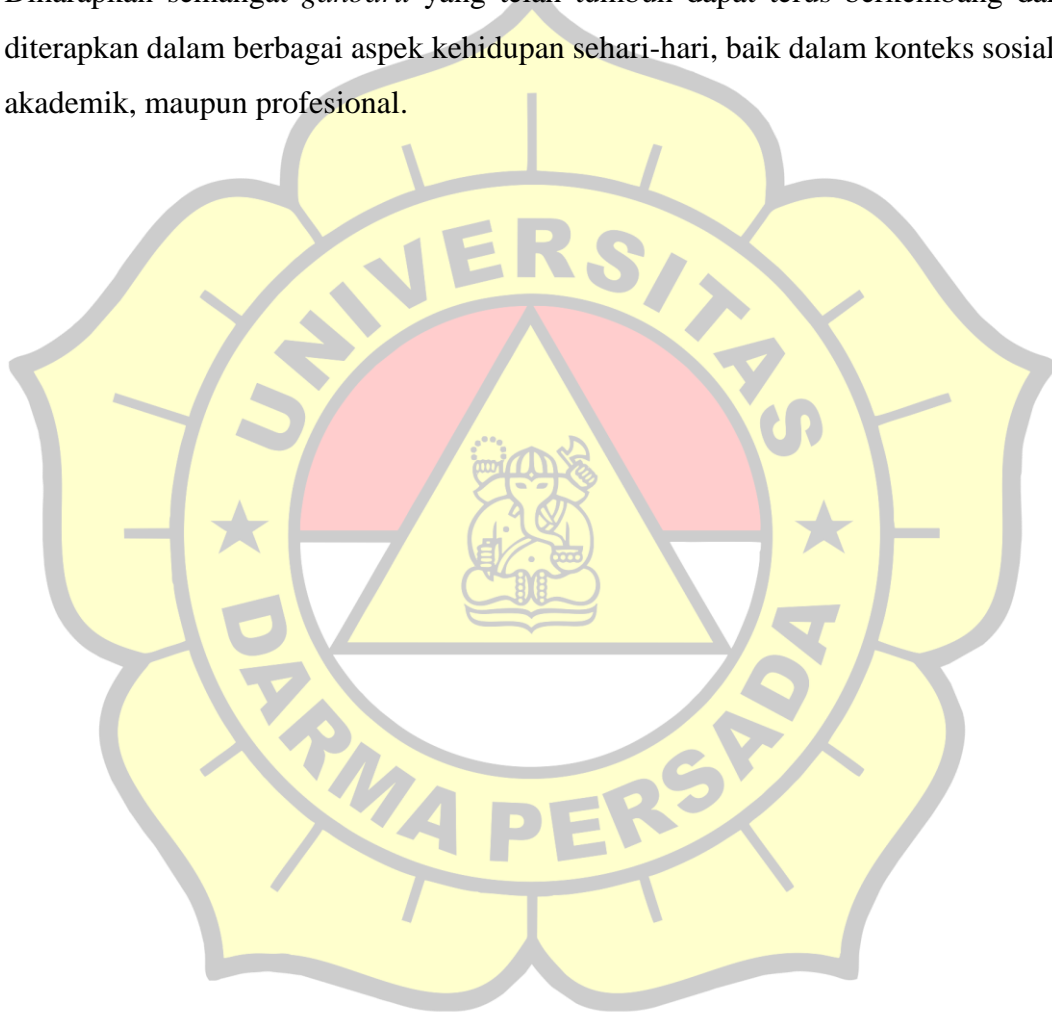 Diharapkan semangat ganbaru yang telah tumbuh dapat terus berkembang dan
diterapkan dalam berbagai aspek kehidupan sehari-hari, baik dalam konteks sosial
akademik, maupun profesional.
UNIVERSITAS
DARMA PERSADA